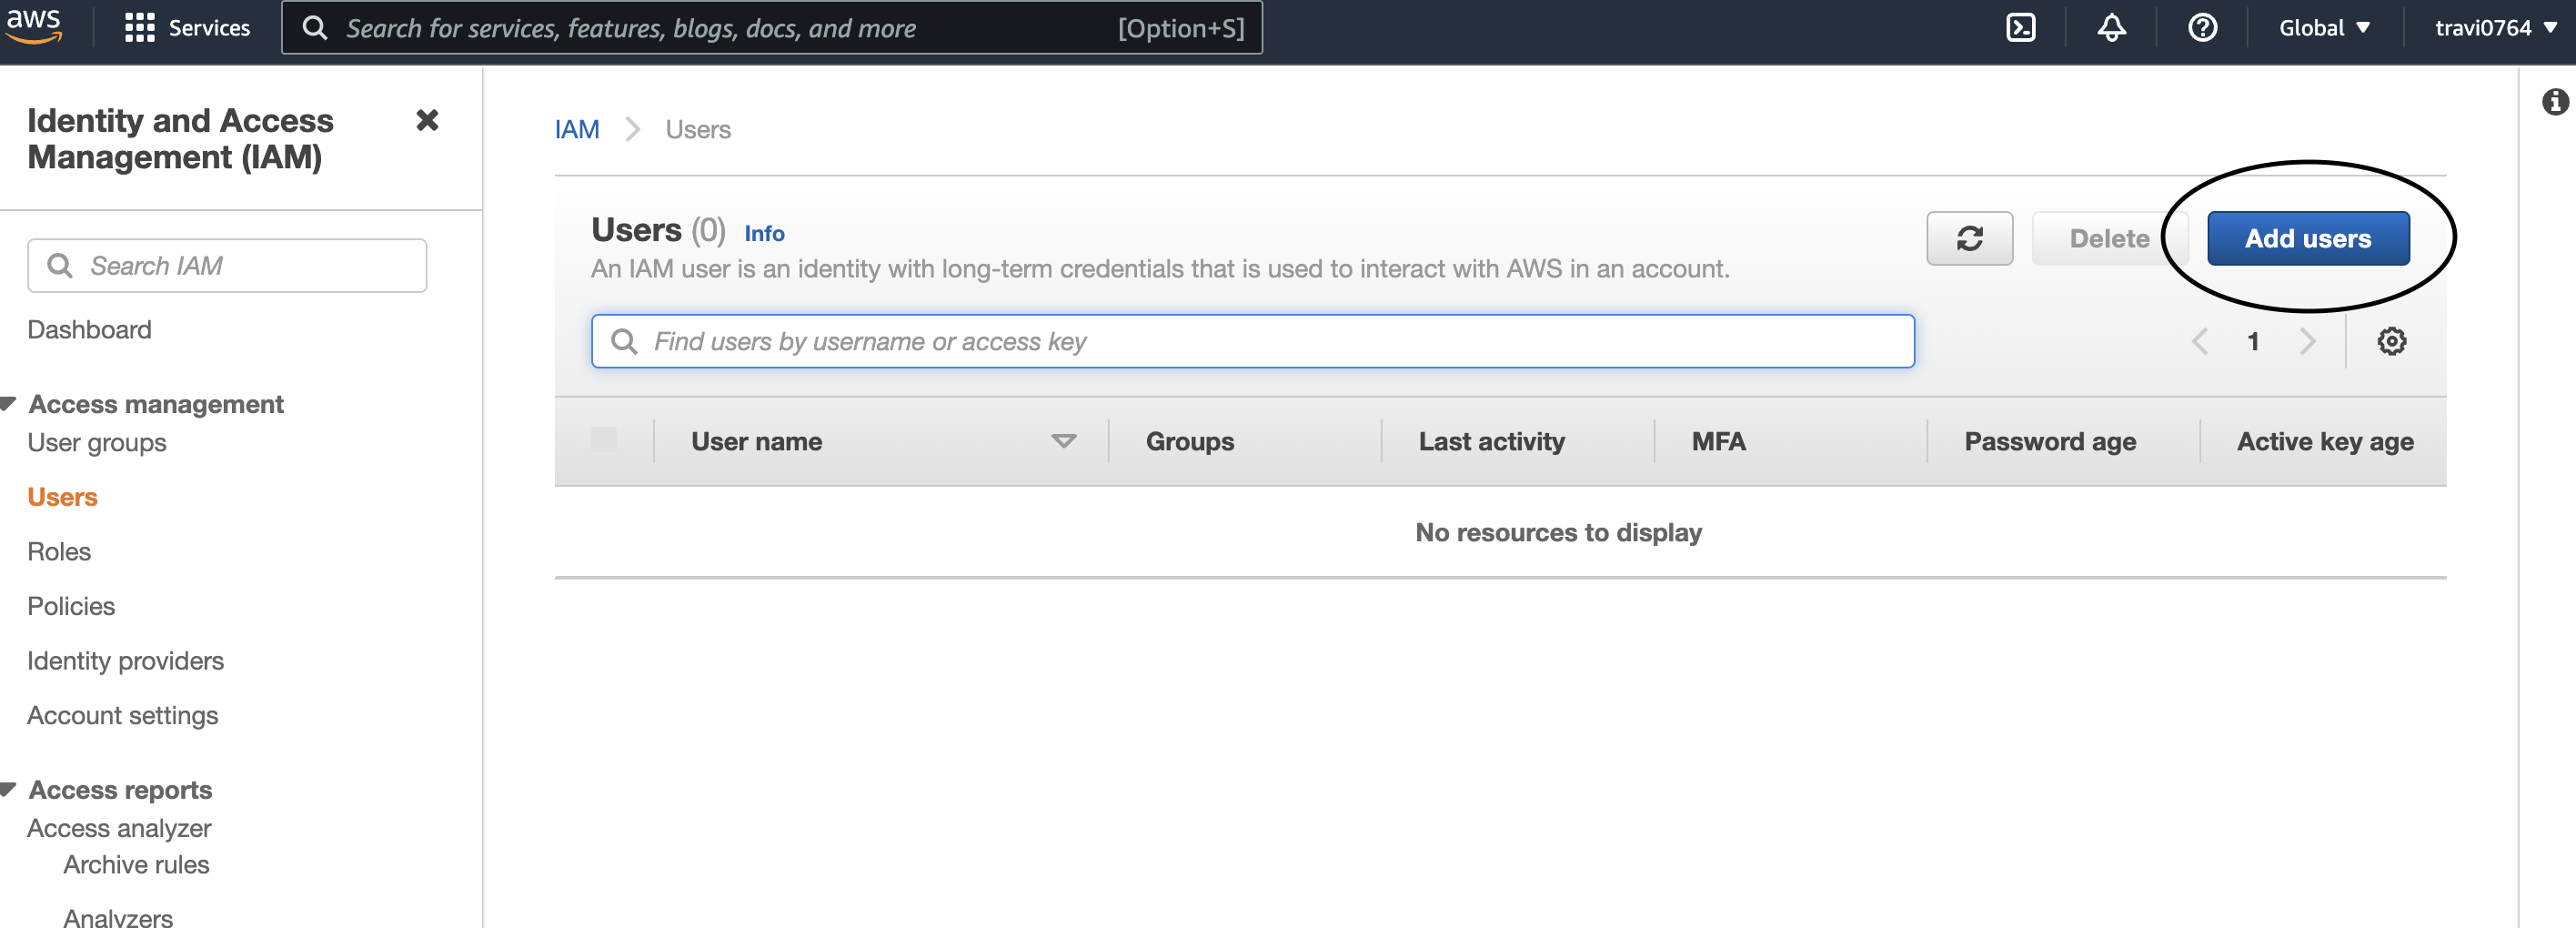 aws
Services
Search for services, features, blogs, docs, and more
[Option+S]
Global
travi0764
Identity and Access
Management (IAM)
Search IAM
Dashboard
Access management
User groups
Users
Roles
Policies
Identity providers
Account settings
Access reports
Access analyzer
Archive rules
Analyzers
IAM
Users
Users (0) Info
An IAM user is an identity with long-term credentials that is used to interact with AWS in an account.
Delete
Add users
Find users by username or access key
1
User name
Groups
Last activity
MFA
Password age
Active key age
No resources to display